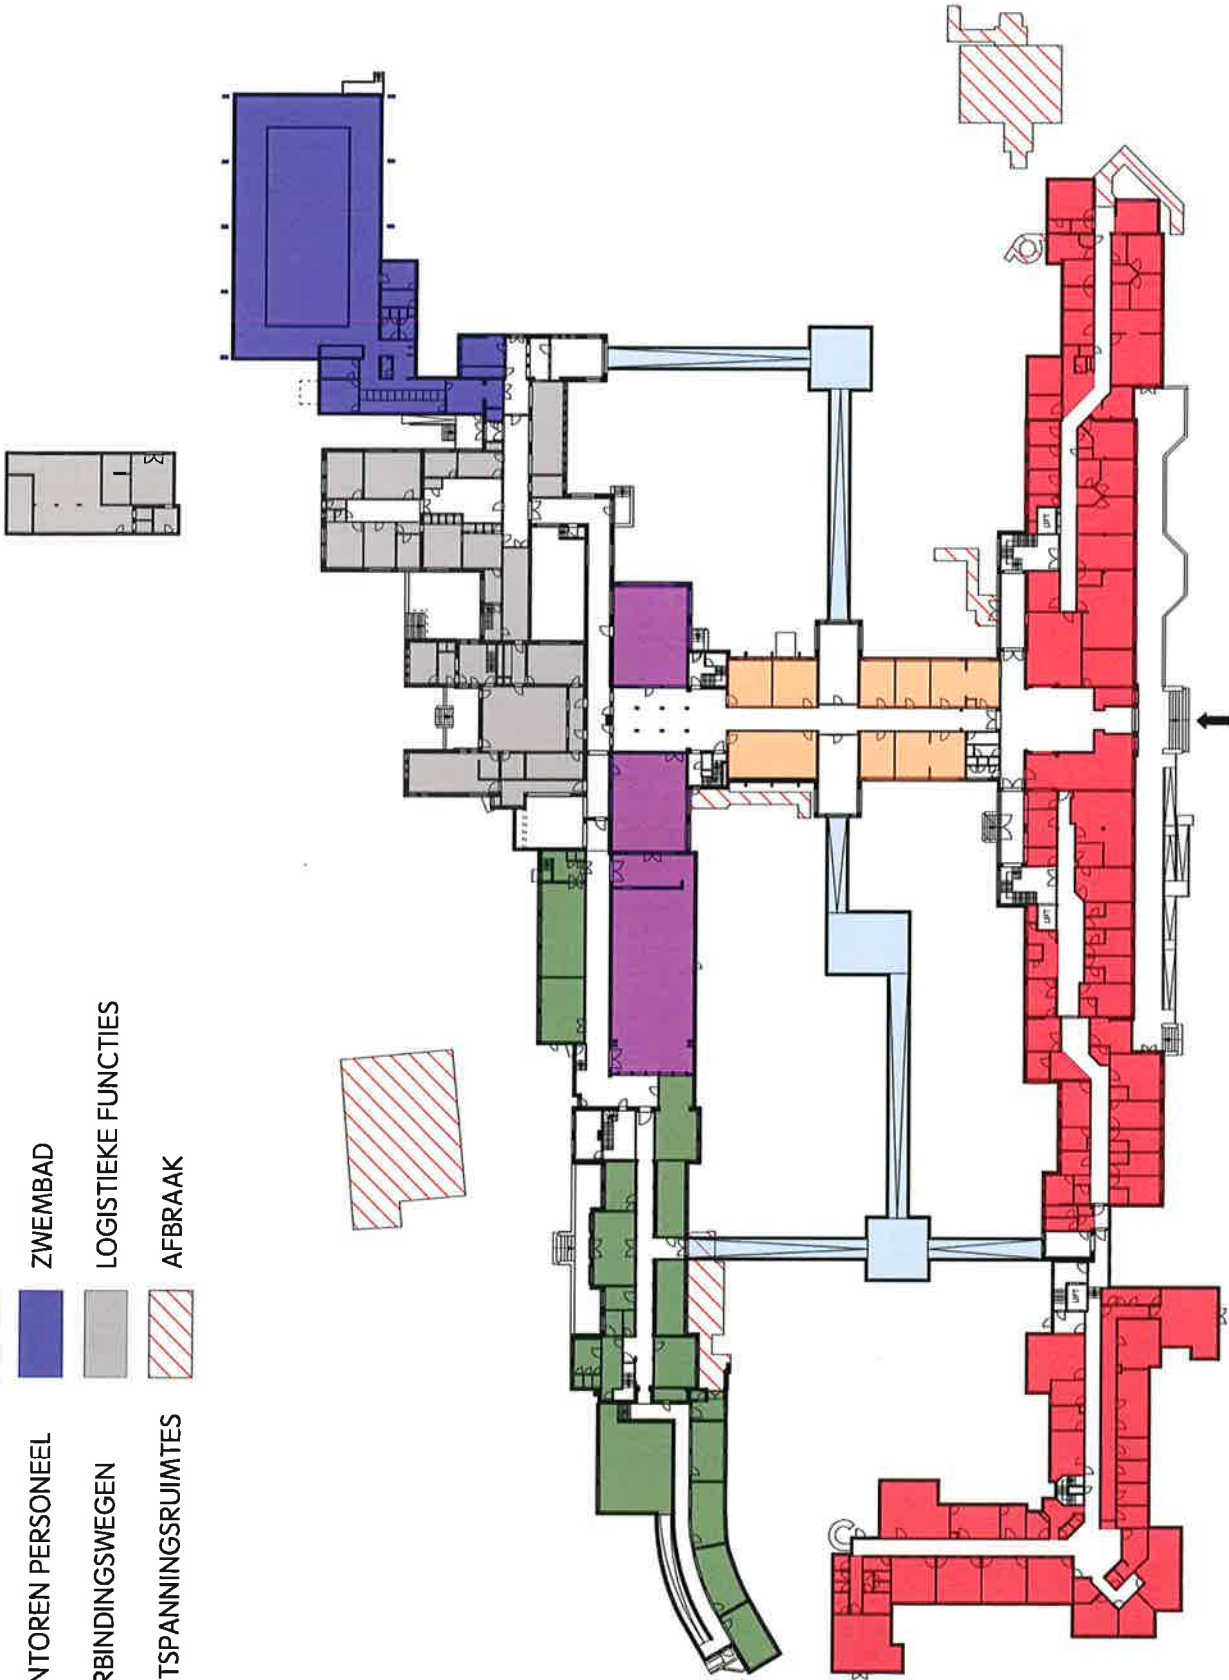 NTOREN PERSONEEL
RBINDINGSWEGEN
TSPANNINGSRUIMTES
ZWEMBAD
LOGISTIEKE FUNCTIES
AFBRAAK
LIFT
LIFT
LIFT